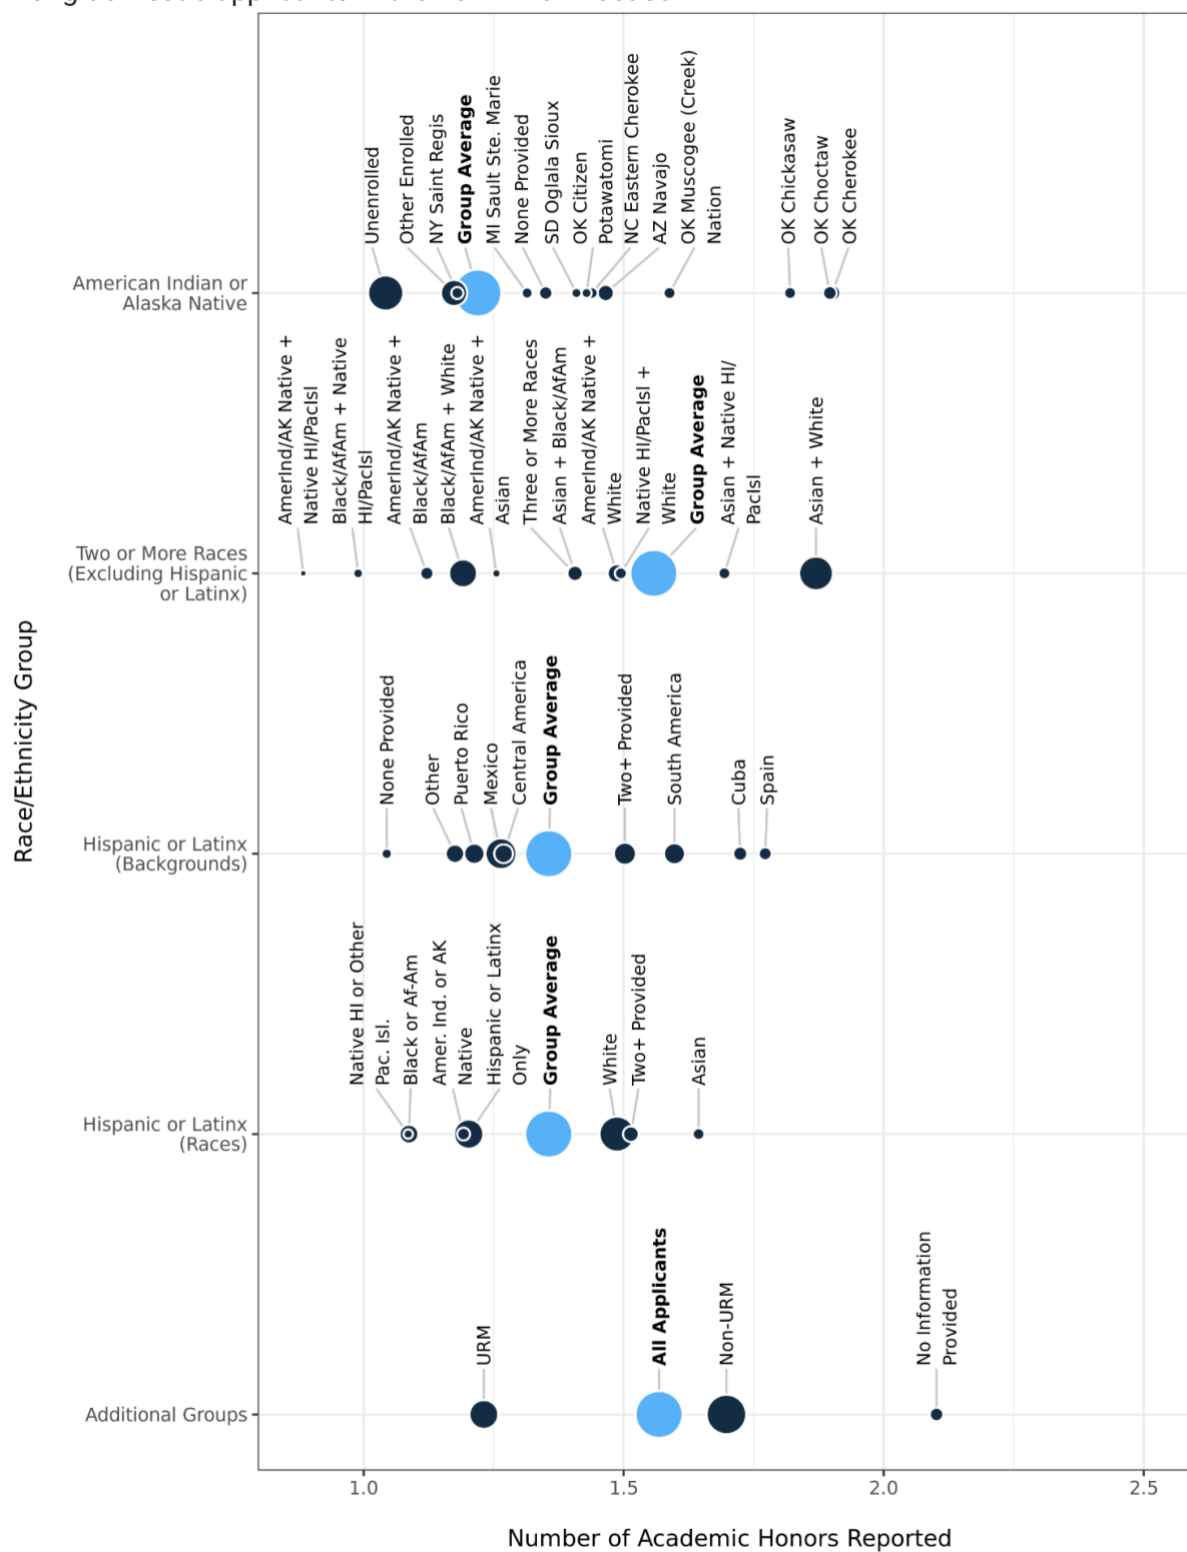 Unenrolled
Other Enrolled
NY Saint Regis
Group Average
MI Sault Ste. Marie
None Provided
SD Oglala Sioux
OK Citizen
Potawatomi
NC Eastern Cherokee
AZ Navajo
OK Muscogee (Creek)
Nation
OK Chickasaw
OK Choctaw
OK Cherokee
American Indian or
Alaska Native
AmerInd/AK Native +
Native HI/PacIsl
Black/AfAm + Native
HI/PacIsl
AmerInd/AK Native +
Black/AfAm
Black/AfAm + White
AmerInd/AK Native +
Asian
Three or More Races
Asian + Black/AfAm
AmerInd/AK Native +
White
Native HI/PacIsl +
White
Group Average
Asian + Native HI/
PacIsl
Asian + White
Two or More Races
(Excluding Hispanic
or Latinx)
None Provided
Other
Puerto Rico
Mexico
Central America
Group Average
Two+ Provided
South America
Cuba
Spain
Hispanic or Latinx
(Backgrounds)
Native HI or Other
Pac. Isl.
Black or Af-Am
Amer. Ind. or AK
Native
Hispanic or Latinx
Only
Group Average
White
Two+ Provided
Asian
Hispanic or Latinx
(Races)
URM
All Applicants
Non-URM
No Information
Provided
Additional Groups
Race/Ethnicity Group
1.0
1.5
2.0
2.5
Number of Academic Honors Reported